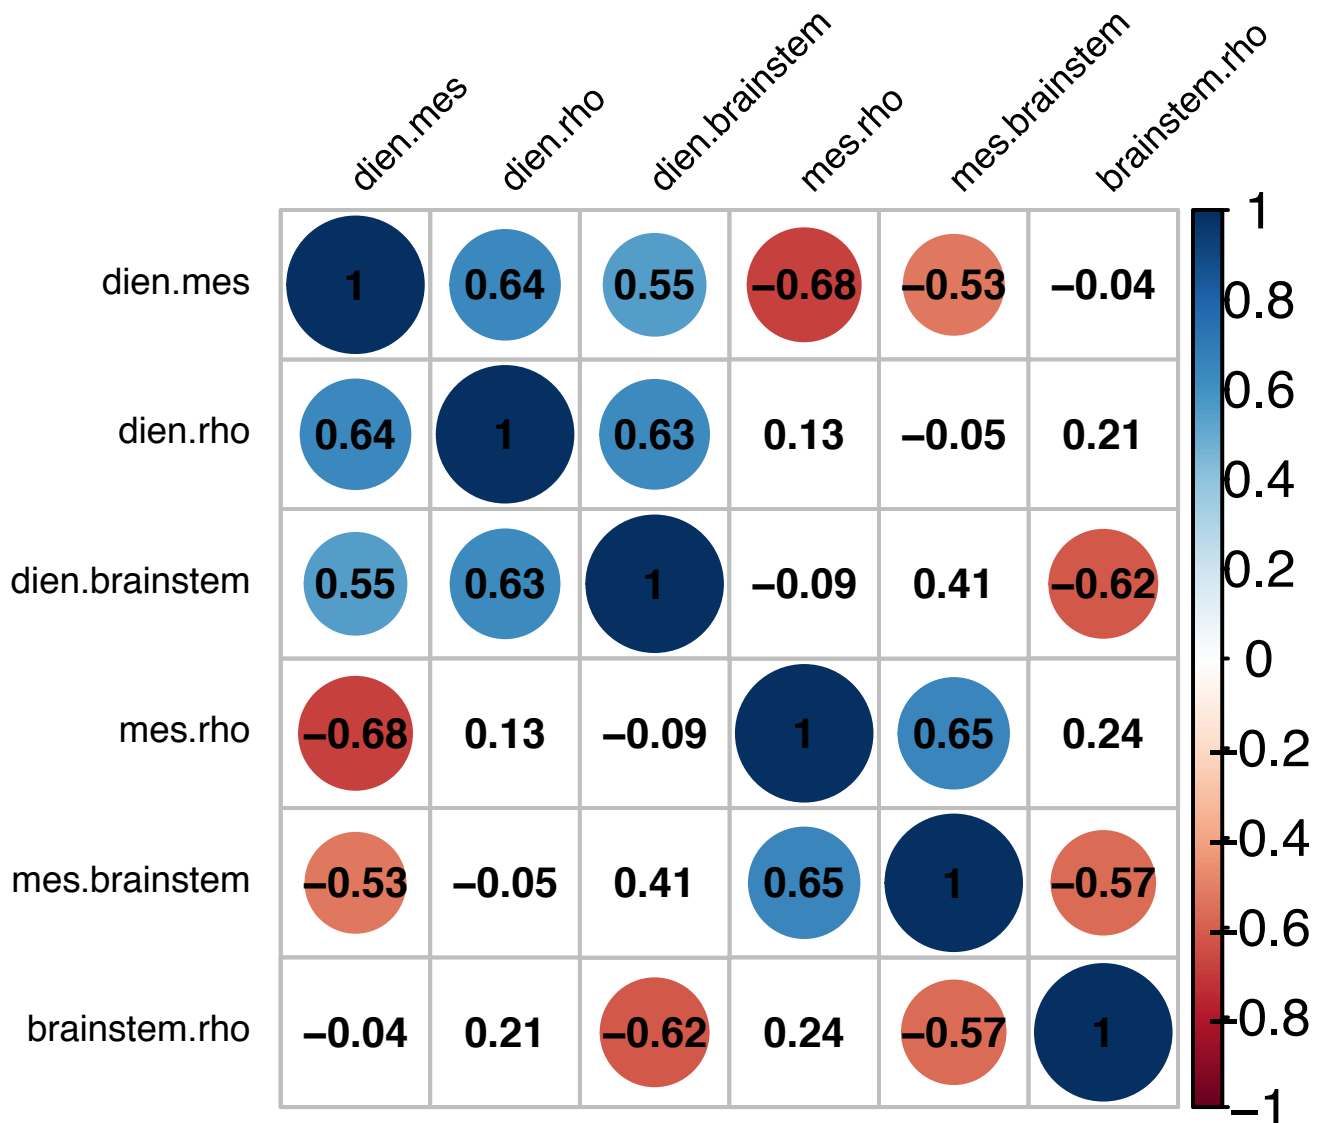 dien.mes dien.rho dien.brainstem mes.rho mes.brainstem brainstem.rho
dien.mes 1 0.64 0.55 −0.68 −0.53 −0.04
dien.rho 0.64 1 0.63 0.13 −0.05 0.21
dien.brainstem 0.55 0.63 1 −0.09 0.41 −0.62
mes.rho −0.68 0.13 −0.09 1 0.65 0.24
mes.brainstem −0.53 −0.05 0.41 0.65 1 −0.57
brainstem.rho −0.04 0.21 −0.62 0.24 −0.57 1
1
0.8
0.6
0.4
0.2
0
−0.2
−0.4
−0.6
−0.8
−1